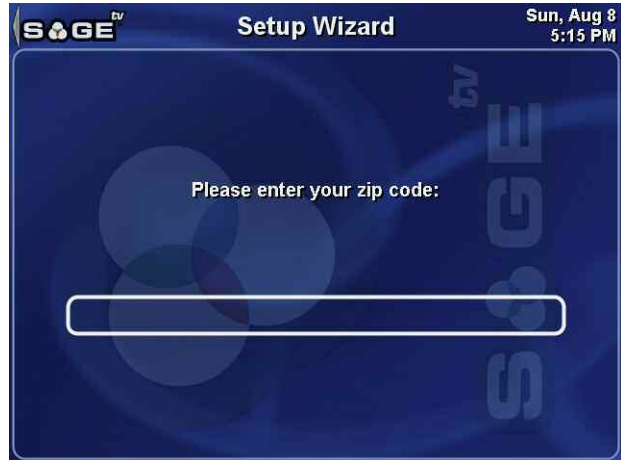 SAGE tv
Setup Wizard
Sun, Aug 8
5:15 PM
Please enter your zip code:
SAGE tv